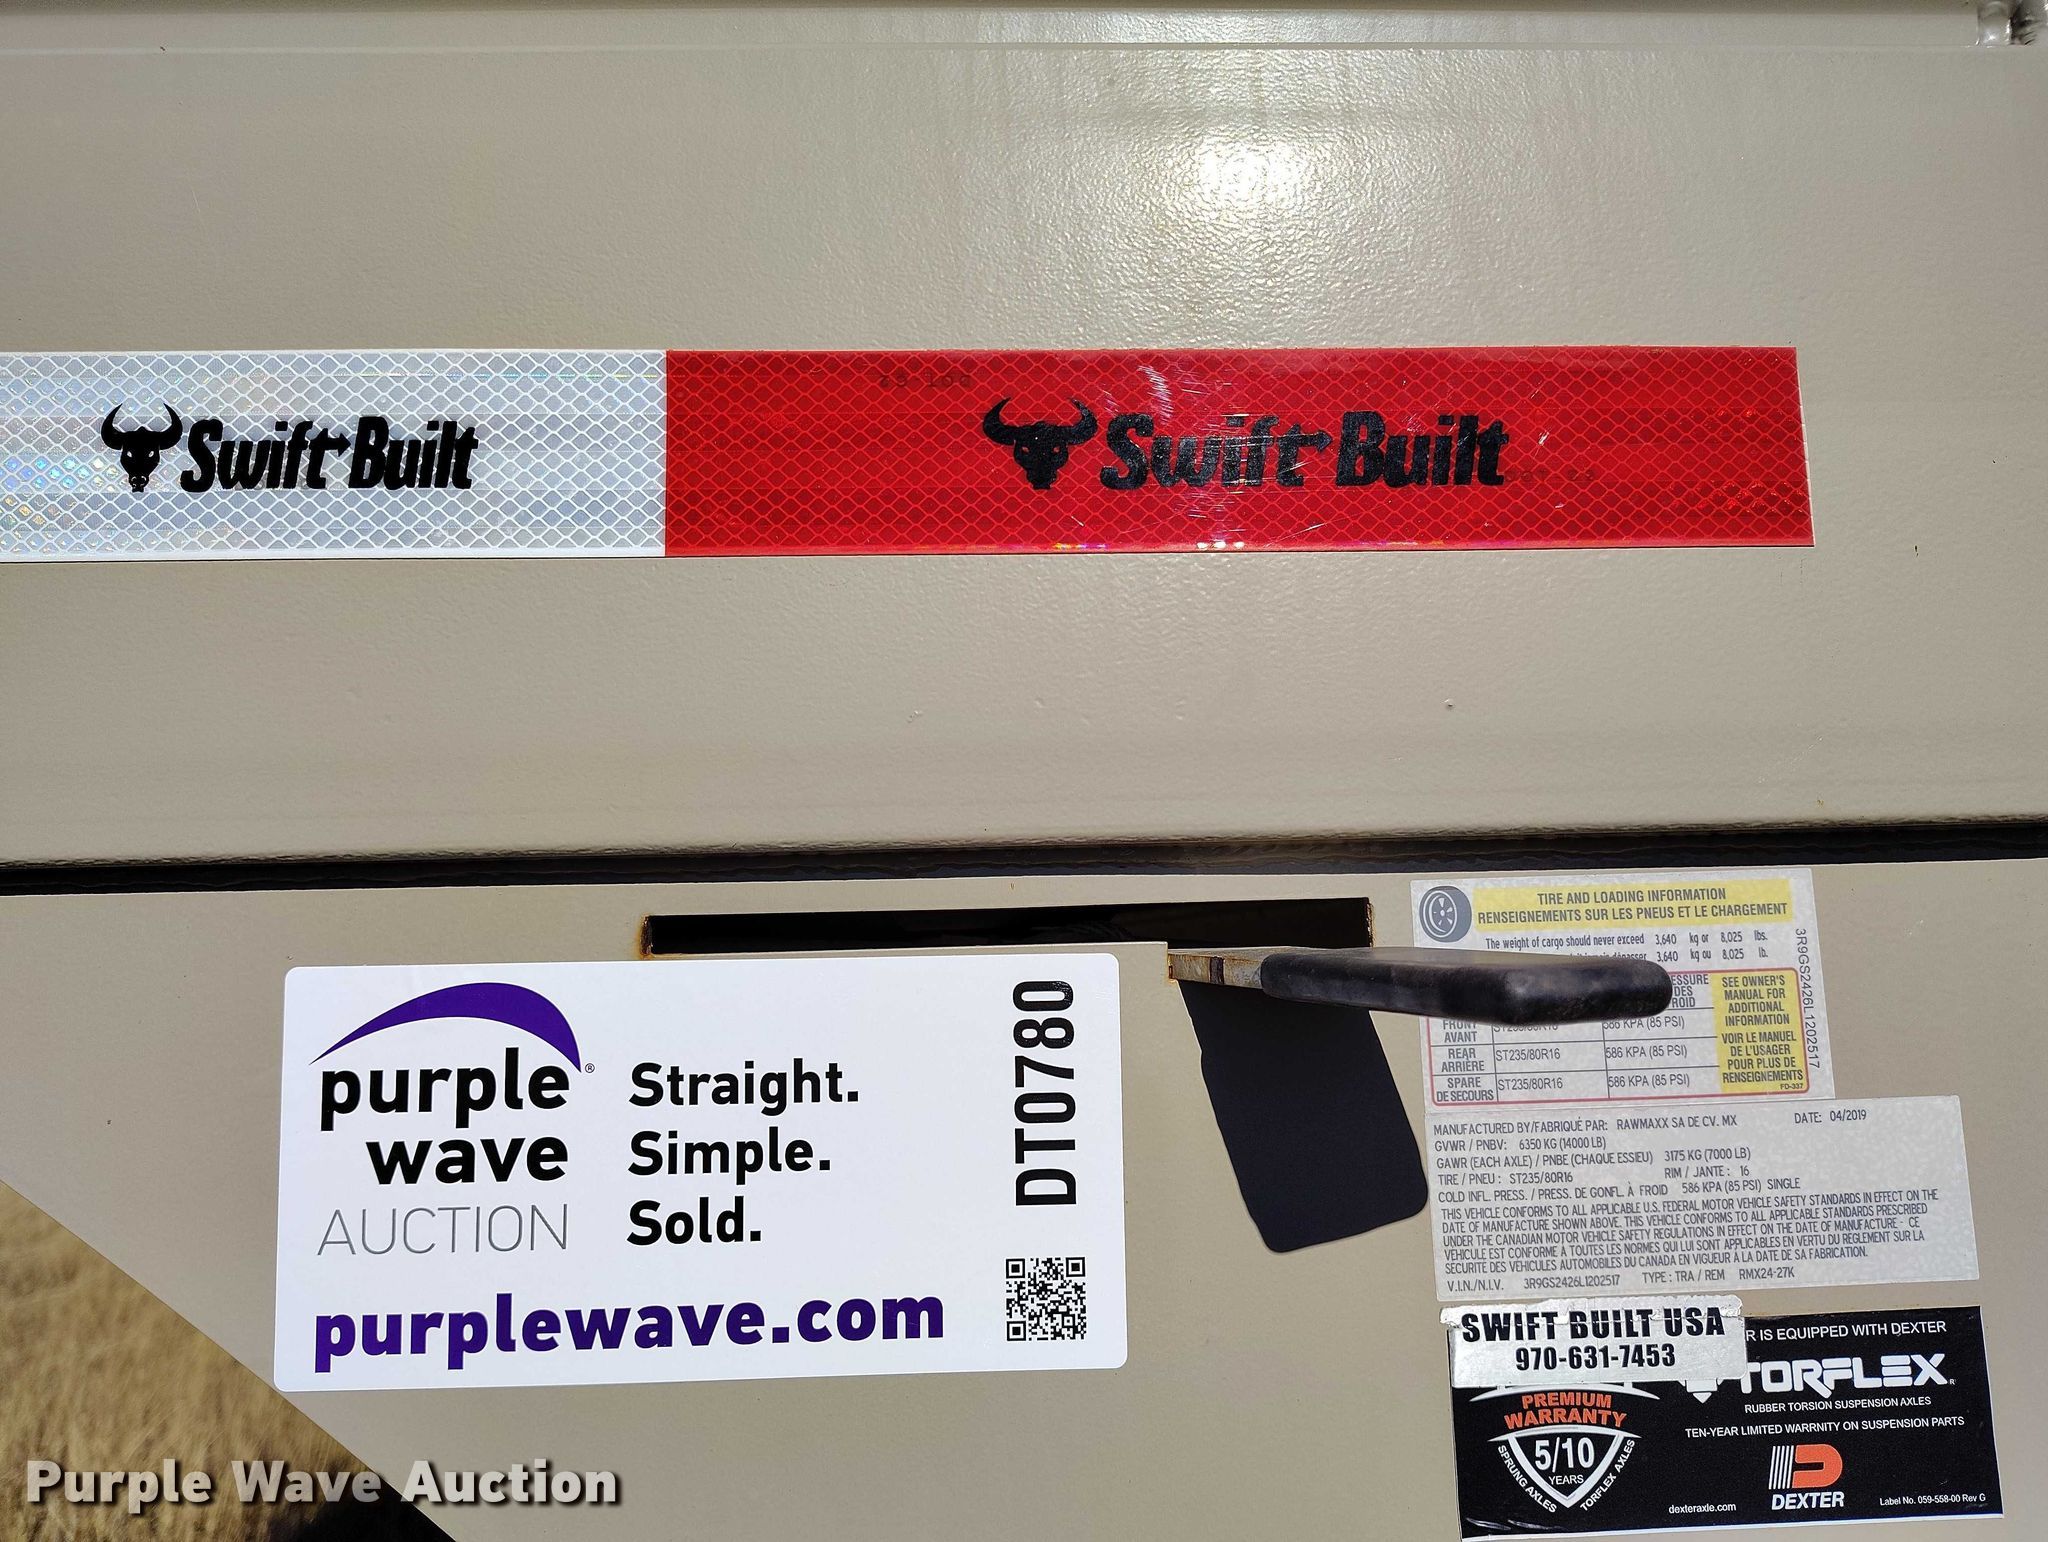 Swift Built
Swift Built
TIRE AND LOADING INFORMATION
RENSEIGNEMENTS SUR LES PNEUS ET LE CHARGEMENT
The weight of cargo should never exceed 3,640 kg or 8,025 lbs.
3,640 kg ou 8,025 lb.
3R9GS2426L1202517
SEE OWNER'S
MANUAL FOR
ADDITIONAL
INFORMATION
VOIR LE MANUEL
DE L'USAGER
POUR PLUS DE
RENSEIGNEMENTS
FD-337
FRONT
AVANT
586 KPA (85 PSI)
REAR
ARRIÈRE
ST235/80R16
586 KPA (85 PSI)
SPARE
DE SECOURS
ST235/80R16
586 KPA (85 PSI)
MANUFACTURED BY/FABRIQUÉ PAR: RAWMAXX SA DE CV. MX
DATE: 04/2019
GVWR / PNBV: 6350 KG (14000 LB)
GAWR (EACH AXLE) / PNBE (CHAQUE ESSIEU) 3175 KG (7000 LB)
TIRE / PNEU: ST235/80R16 RIM / JANTE: 16
COLD INFL. PRESS. / PRESS. DE GONFL. À FROID 586 KPA (85 PSI) SINGLE
THIS VEHICLE CONFORMS TO ALL APPLICABLE U.S. FEDERAL MOTOR VEHICLE SAFETY STANDARDS IN EFFECT ON THE
DATE OF MANUFACTURE SHOWN ABOVE. THIS VEHICLE CONFORMS TO ALL APPLICABLE STANDARDS PRESCRIBED
UNDER THE CANADIAN MOTOR VEHICLE SAFETY REGULATIONS IN EFFECT ON THE DATE OF MANUFACTURE - CE
VÉHICULE EST CONFORME À TOUTES LES NORMES QUI LUI SONT APPLICABLES EN VERTU DU RÈGLEMENT SUR LA
SÉCURITÉ DES VÉHICULES AUTOMOBILES DU CANADA EN VIGUEUR À LA DATE DE SA FABRICATION.
V.I.N./N.I.V. 3R9GS2426L1202517 TYPE: TRA / REM RMX24-27K
SWIFT BUILT USA
970-631-7453
R IS EQUIPPED WITH DEXTER
TORFLEX®
RUBBER TORSION SUSPENSION AXLES
TEN-YEAR LIMITED WARRNITY ON SUSPENSION PARTS
PREMIUM
WARRANTY
5/10
YEARS
SPRUNG AXLES
TORFLEX AXLES
dexteraxle.com
DEXTER
Label No. 059-558-00 Rev G
purple
wave®
AUCTION
Straight.
Simple.
Sold.
DT0780
purplewave.com
Purple Wave Auction